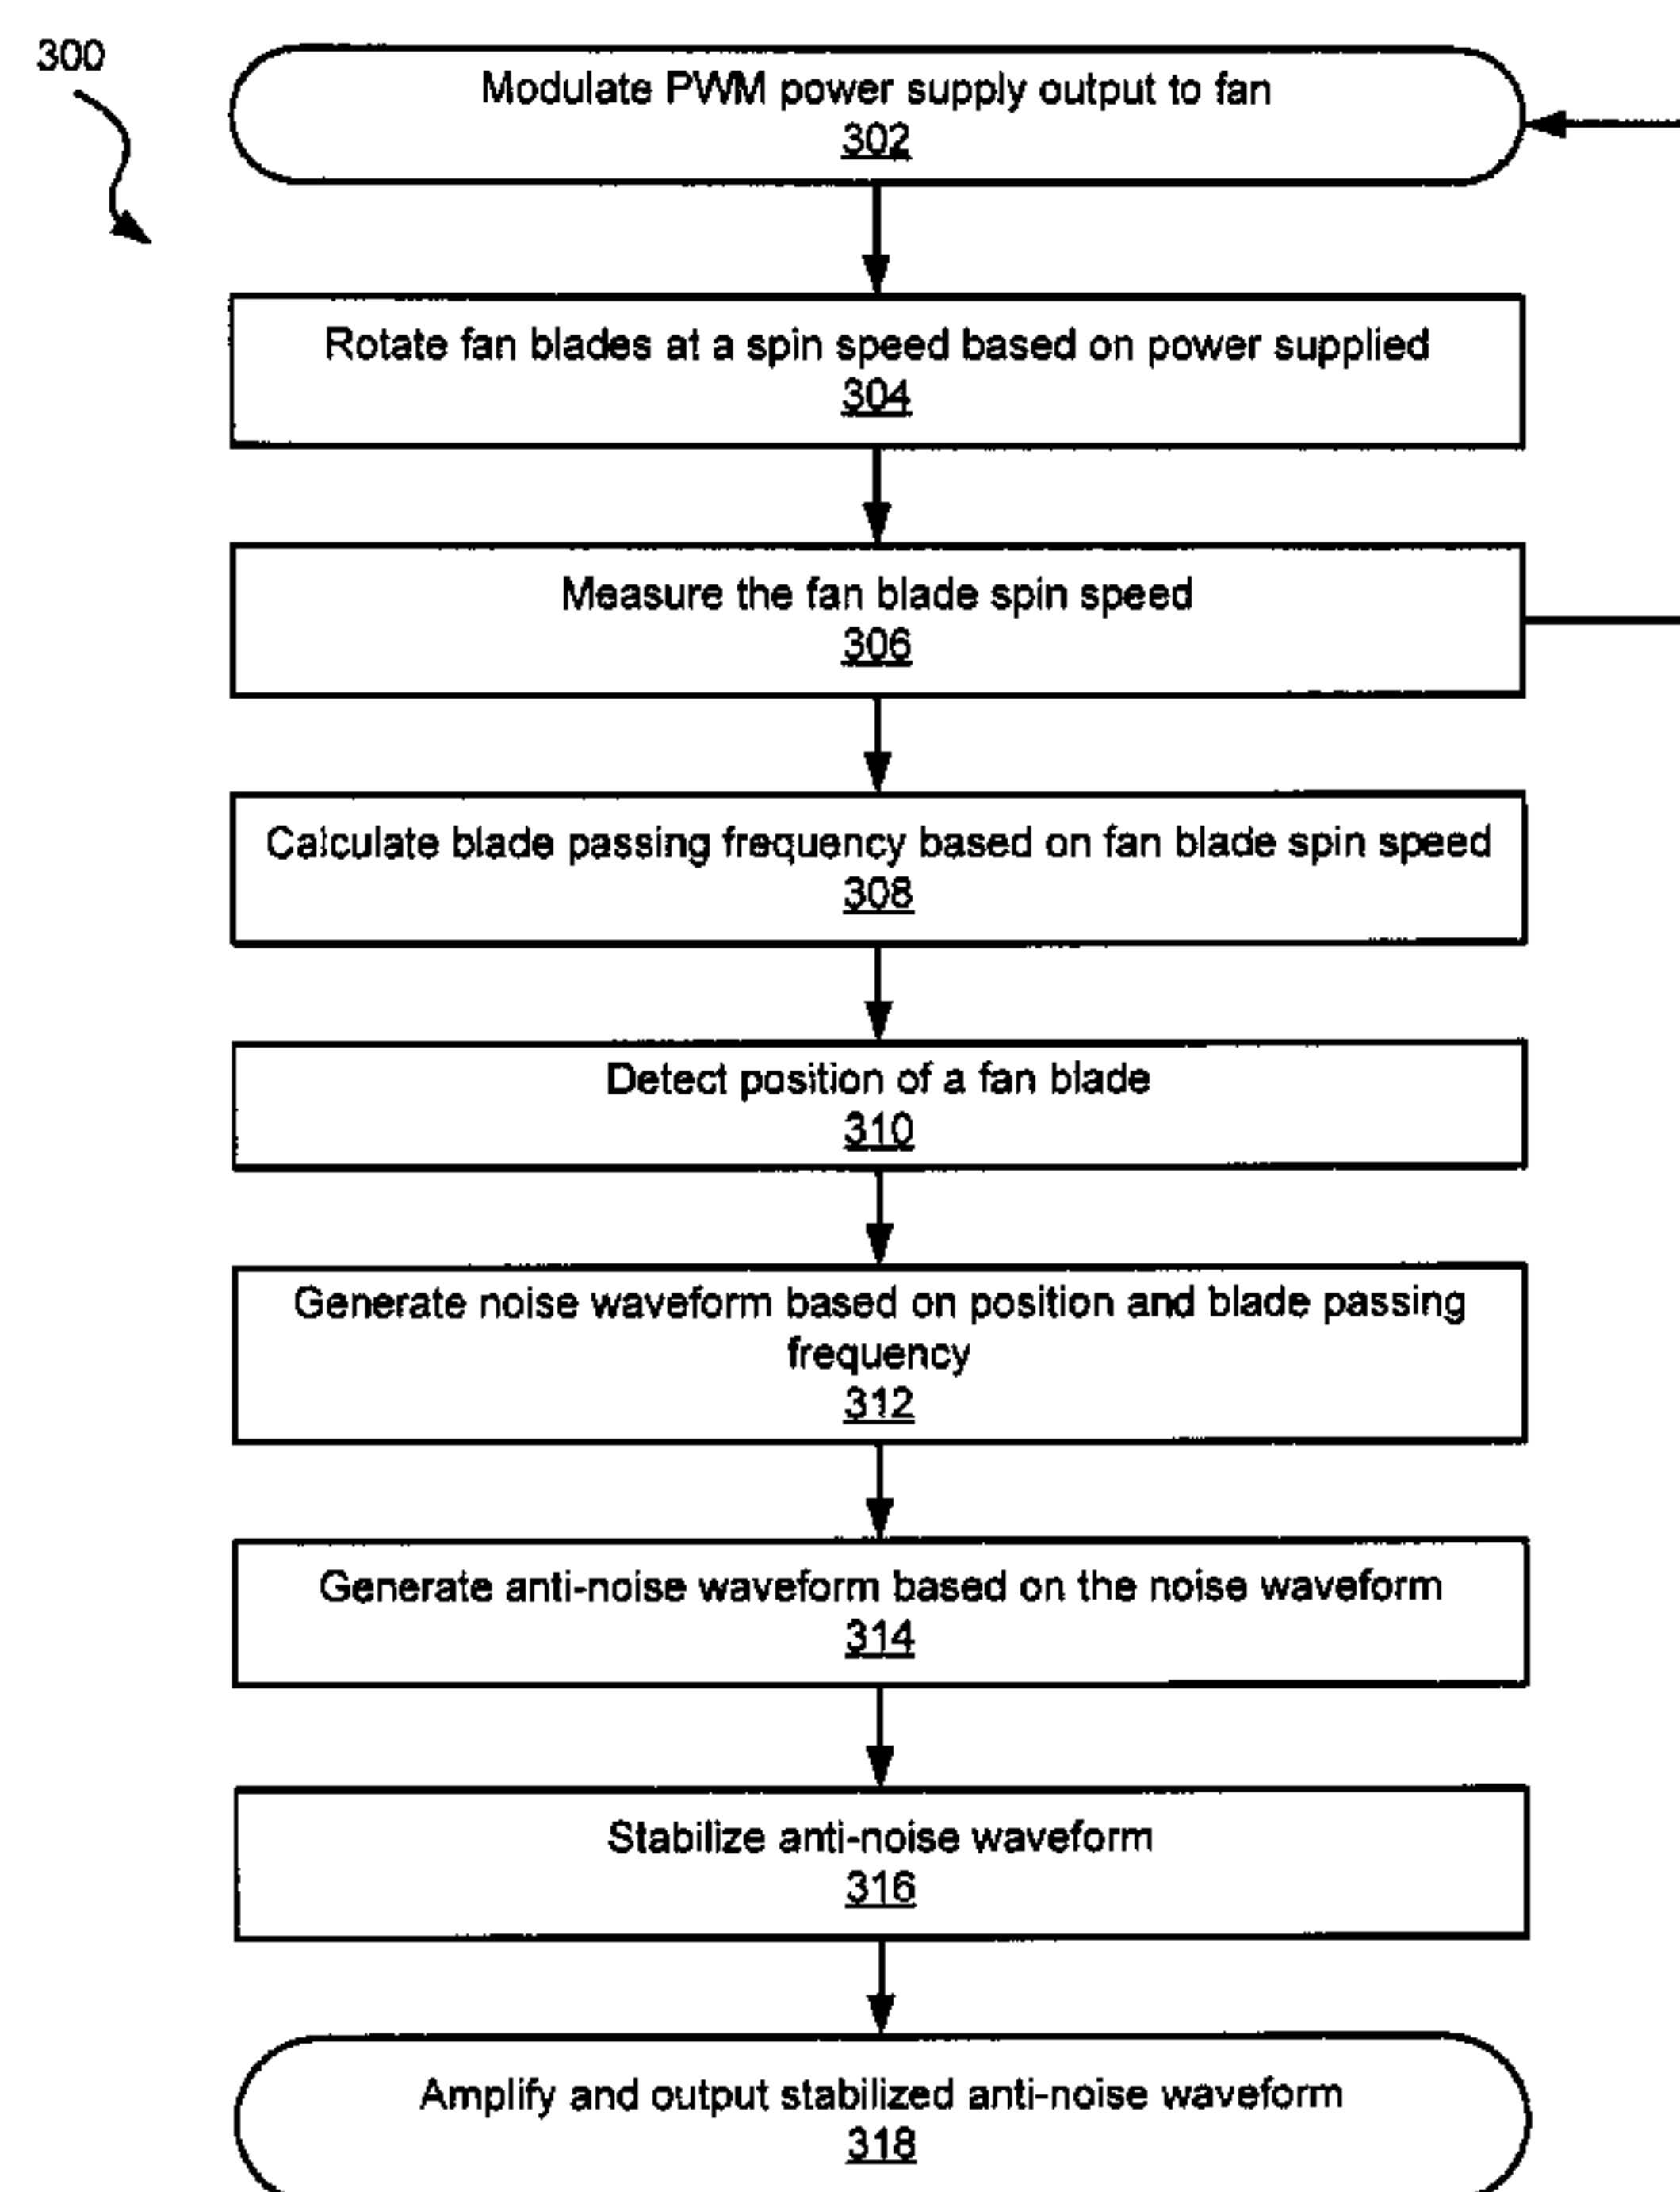 300
Modulate PWM power supply output to fan
302
Rotate fan blades at a spin speed based on power supplied
304
Measure the fan blade spin speed
306
Calculate blade passing frequency based on fan blade spin speed
308
Detect position of a fan blade
310
Generate noise waveform based on position and blade passing
frequency
312
Generate anti-noise waveform based on the noise waveform
314
Stabilize anti-noise waveform
316
Amplify and output stabilized anti-noise waveform
318